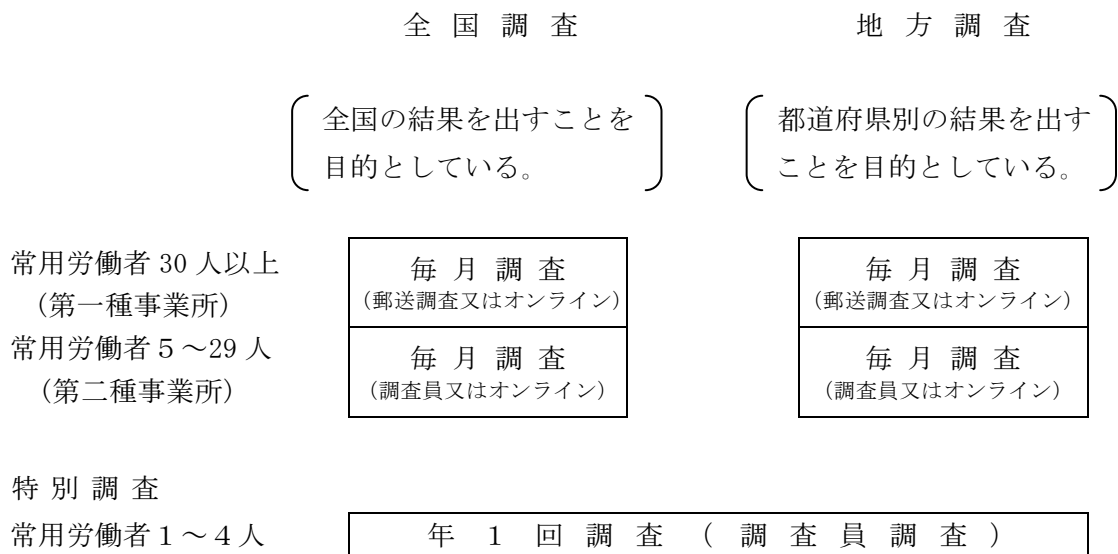 全国調査 地方調査
全国の結果を出すことを 都道府県別の結果を出す
目的としている。 ことを目的としている。
常用労働者 30 人以上 毎月調査 毎月調査
(第一種事業所) (郵送調査又はオンライン) (郵送調査又はオンライン)
常用労働者5~29 人 毎月調査 毎月調査
(第二種事業所) (調査員又はオンライン) (調査員又はオンライン)
特別調査
常用労働者1~4人 年1回調査(調査員調査)